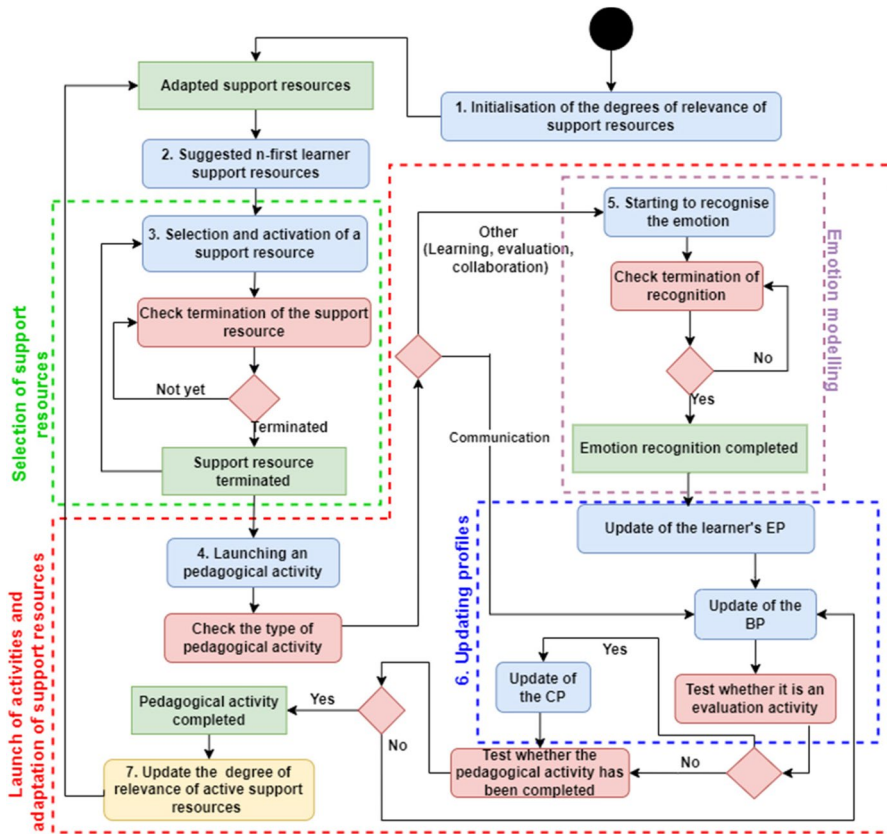 Adapted support resources
1. Initialisation of the degrees of relevance of
support resources
2. Suggested n-first learner
support resources
3. Selection and activation of a
support resource
Check termination of the support
resource
Not yet
Terminated
Support resource
terminated
Selection of support
resources
4. Launching an
pedagogical activity
Check the type of
pedagogical activity
Other
(Learning, evaluation,
collaboration)
Communication
5. Starting to recognise
the emotion
Check termination of
recognition
No
Yes
Emotion recognition completed
Emotion modelling
Update of the learner's EP
Update of the
BP
Test whether it is an
evaluation activity
Yes
Update of
the CP
No
Test whether the
pedagogical activity has
been completed
6. Updating profiles
No
Yes
Pedagogical activity
completed
7. Update the degree of
relevance of active support
resources
Launch of activities and
adaptation of support resources